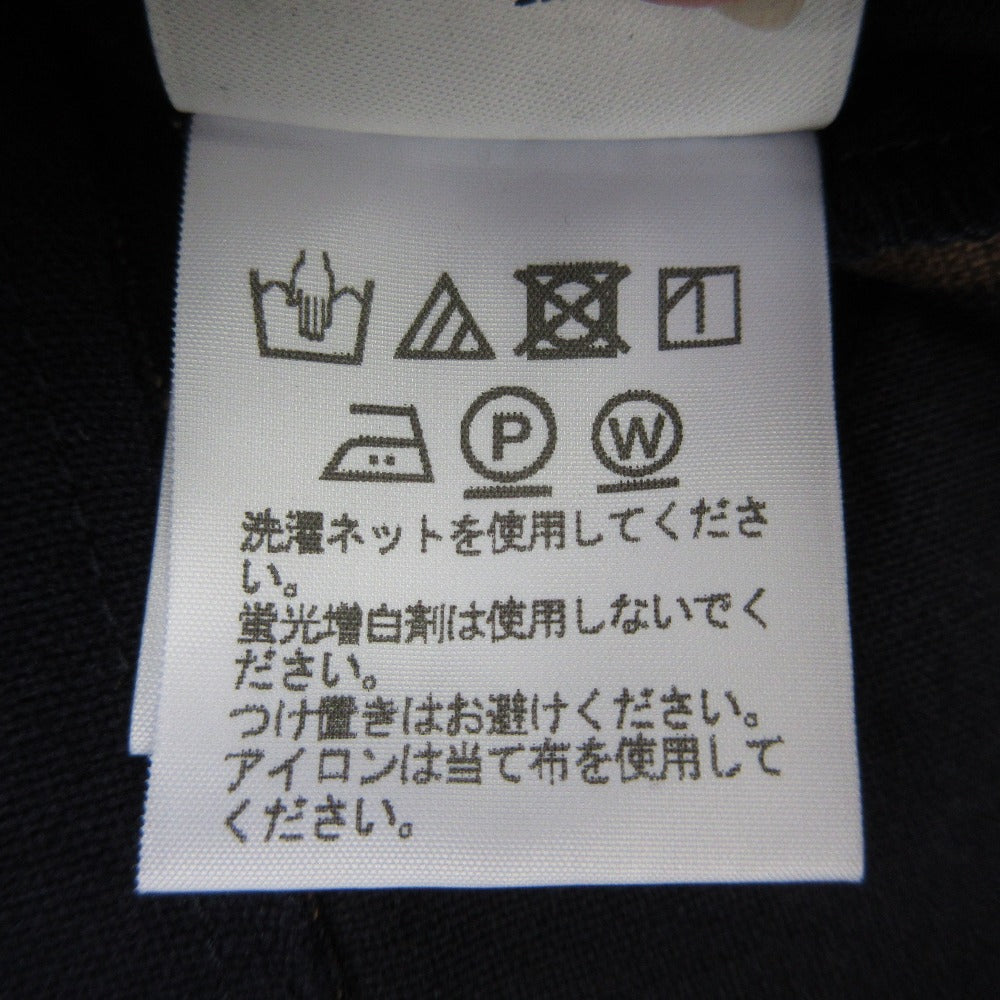 P W
洗濯ネットを使用してくださ
い。
蛍光増白剤は使用しないでく
ださい。
つけ置きはお避けください。
アイロンは当て布を使用して
ください。